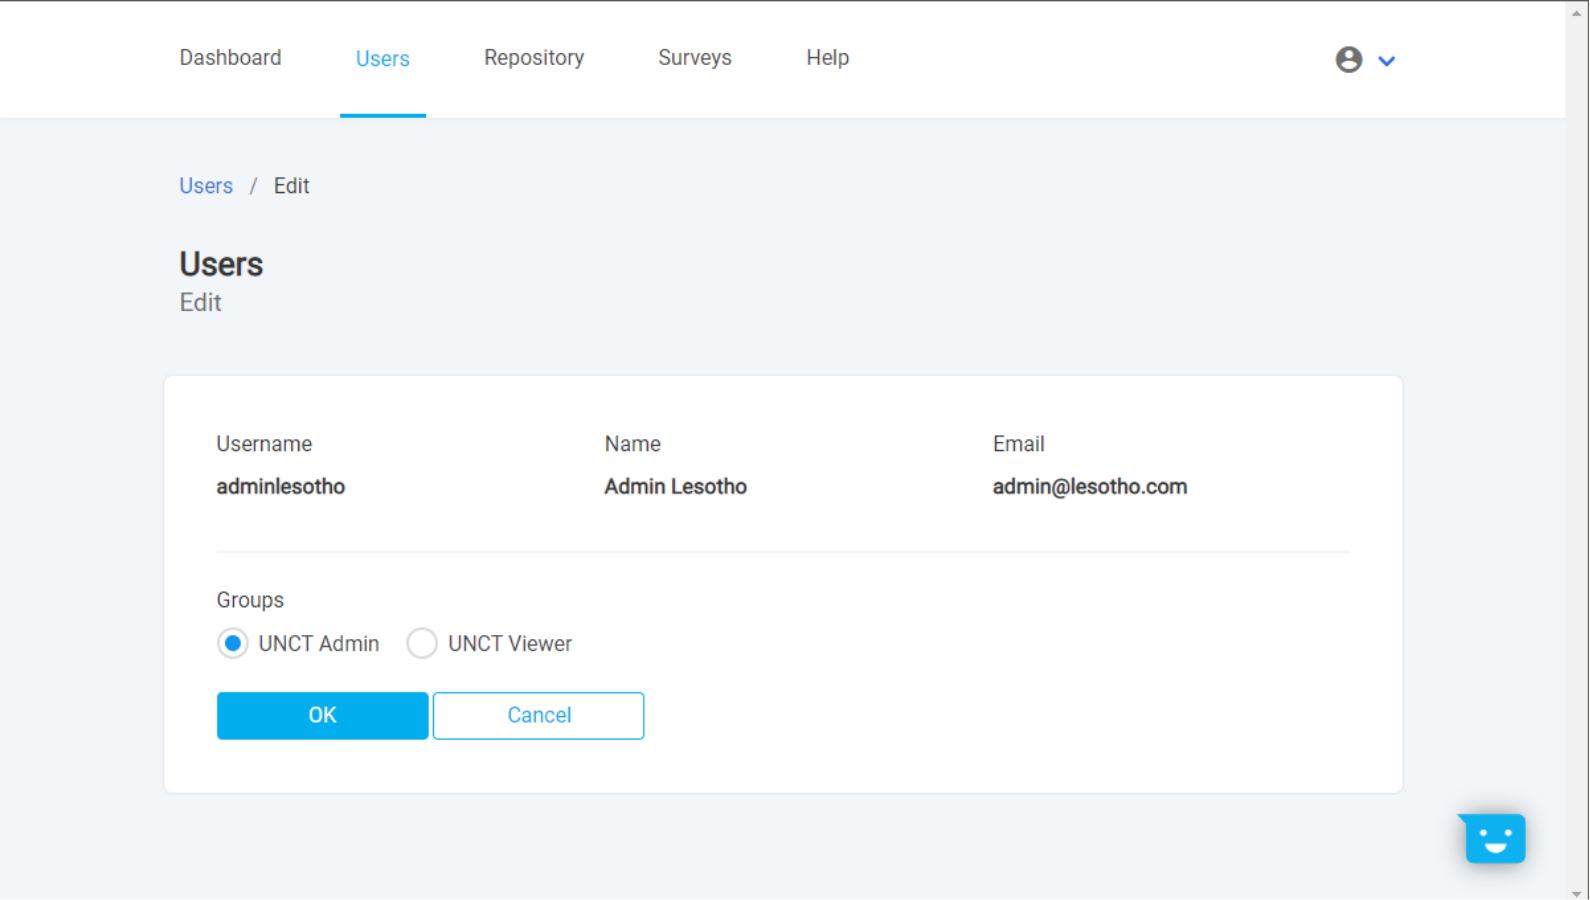 Dashboard Users Repository Surveys Help
Users / Edit
Users
Edit
Username Name Email
adminlesotho Admin Lesotho admin@lesotho.com
Groups
UNCT Admin UNCT Viewer
OK Cancel